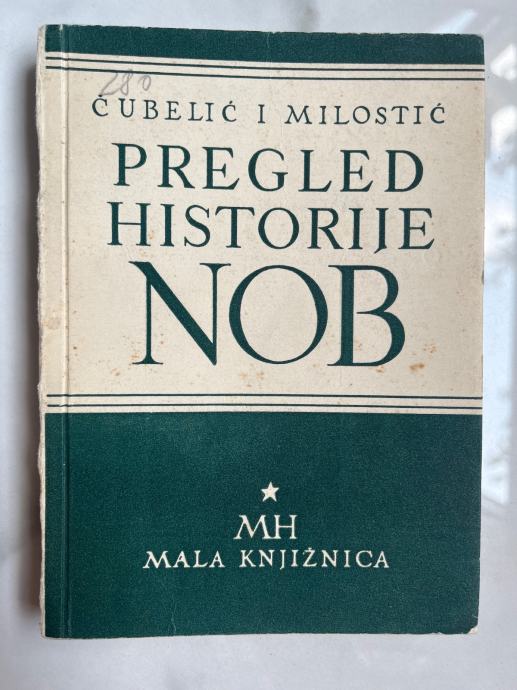 280
ČUBELIĆ I MILOSTIĆ
PREGLED
HISTORIJE
NOB
MH
MALA KNJIŽNICA